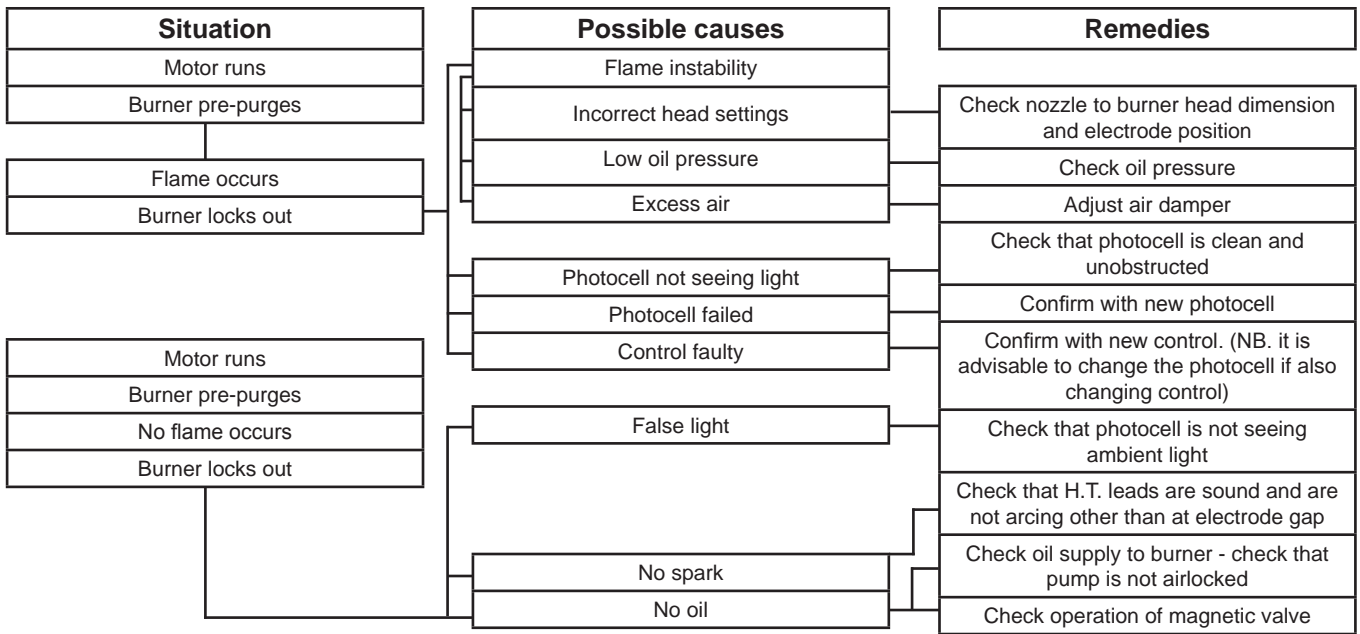 Situation
Motor runs
Burner pre-purges
Flame occurs
Burner locks out
Motor runs
Burner pre-purges
No flame occurs
Burner locks out
Possible causes
Flame instability
Incorrect head settings
Low oil pressure
Excess air
Photocell not seeing light
Photocell failed
Control faulty
False light
No spark
No oil
Remedies
Check nozzle to burner head dimension
and electrode position
Check oil pressure
Adjust air damper
Check that photocell is clean and
unobstructed
Confirm with new photocell
Confirm with new control. (NB. it is
advisable to change the photocell if also
changing control)
Check that photocell is not seeing
ambient light
Check that H.T. leads are sound and are
not arcing other than at electrode gap
Check oil supply to burner - check that
pump is not airlocked
Check operation of magnetic valve